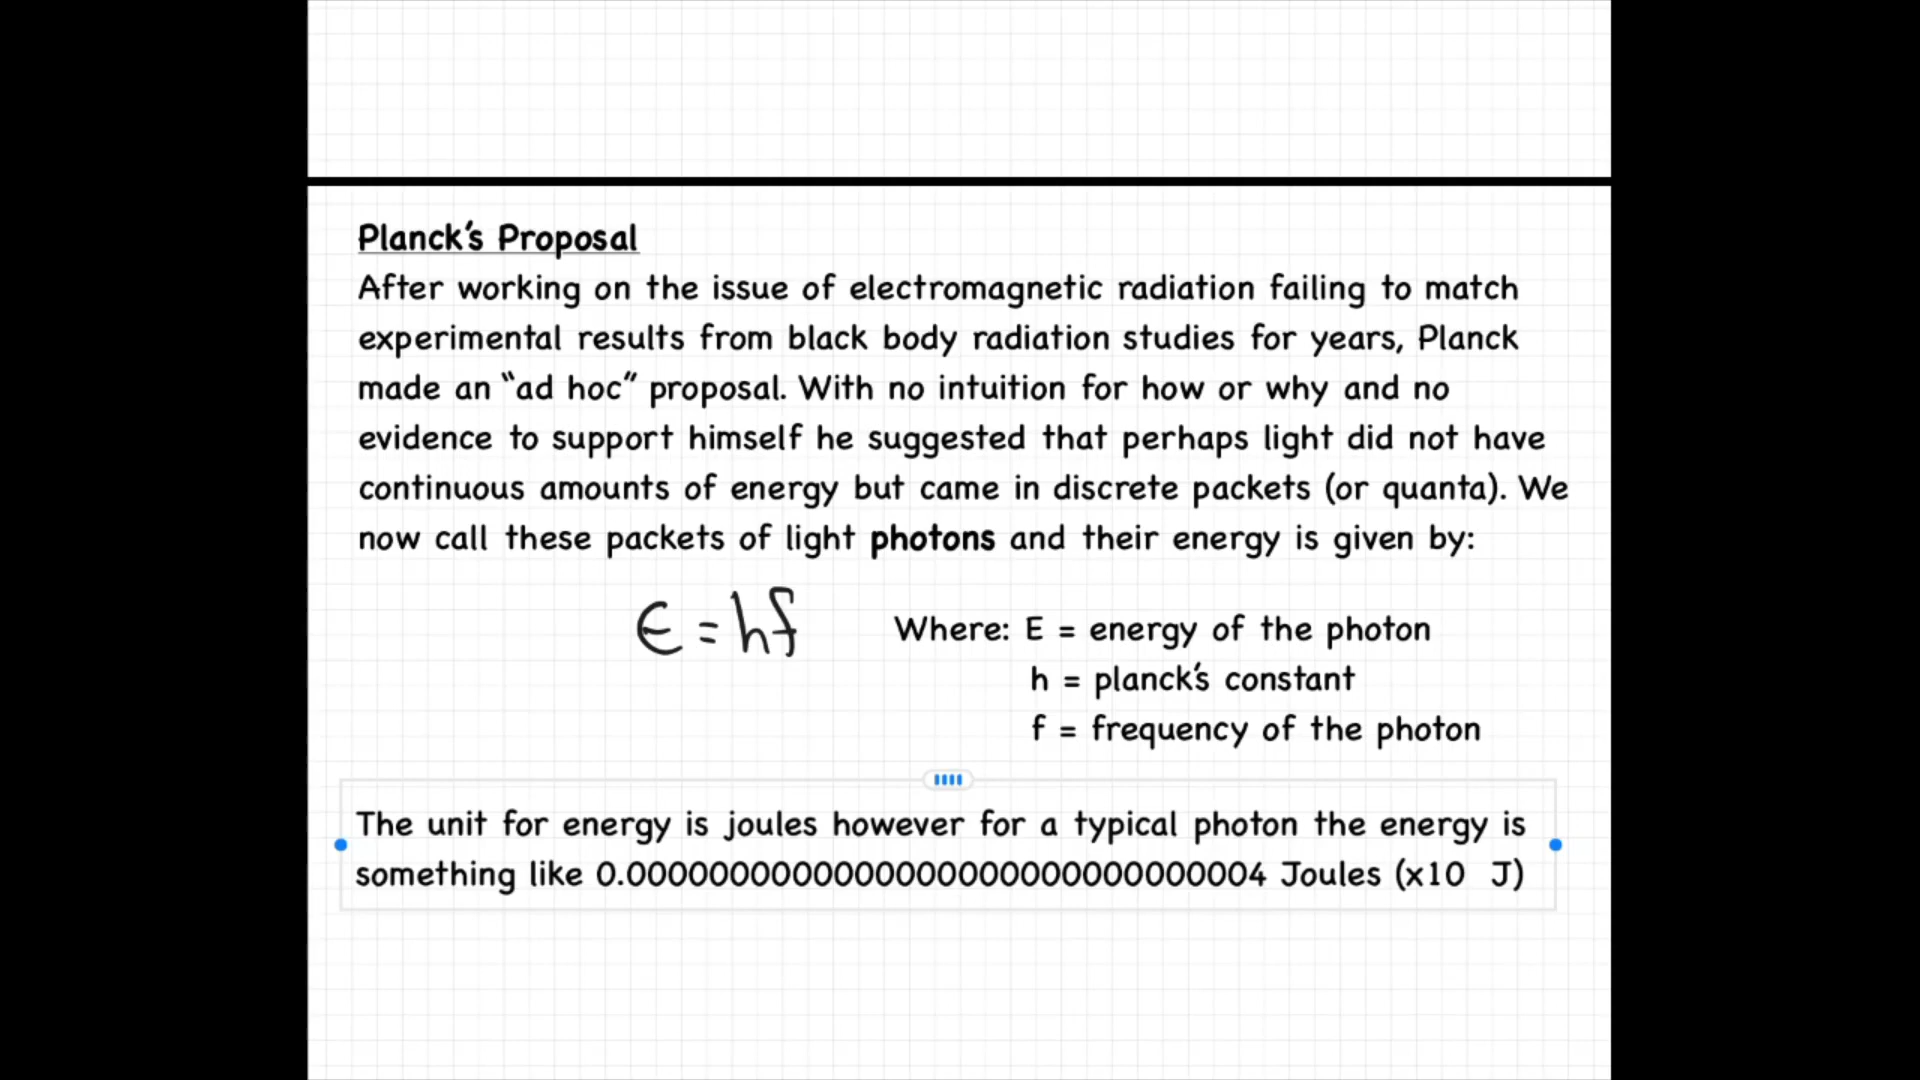 Planck's Proposal
After working on the issue of electromagnetic radiation failing to match
experimental results from black body radiation studies for years, Planck
made an “ad hoc” proposal. With no intuition for how or why and no
evidence to support himself he suggested that perhaps light did not have
continuous amounts of energy but came in discrete packets (or quanta). We
now call these packets of light photons and their energy is given by:
E = hf
Where: E = energy of the photon
h = planck's constant
f = frequency of the photon
The unit for energy is joules however for a typical photon the energy is
something like 0.0000000000000000000000000000004 Joules (x10 J)